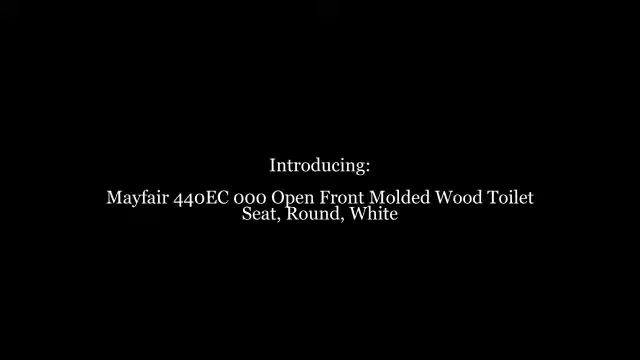 Introducing:
Mayfair 440EC 000 Open Front Molded Wood Toilet
Seat, Round, White